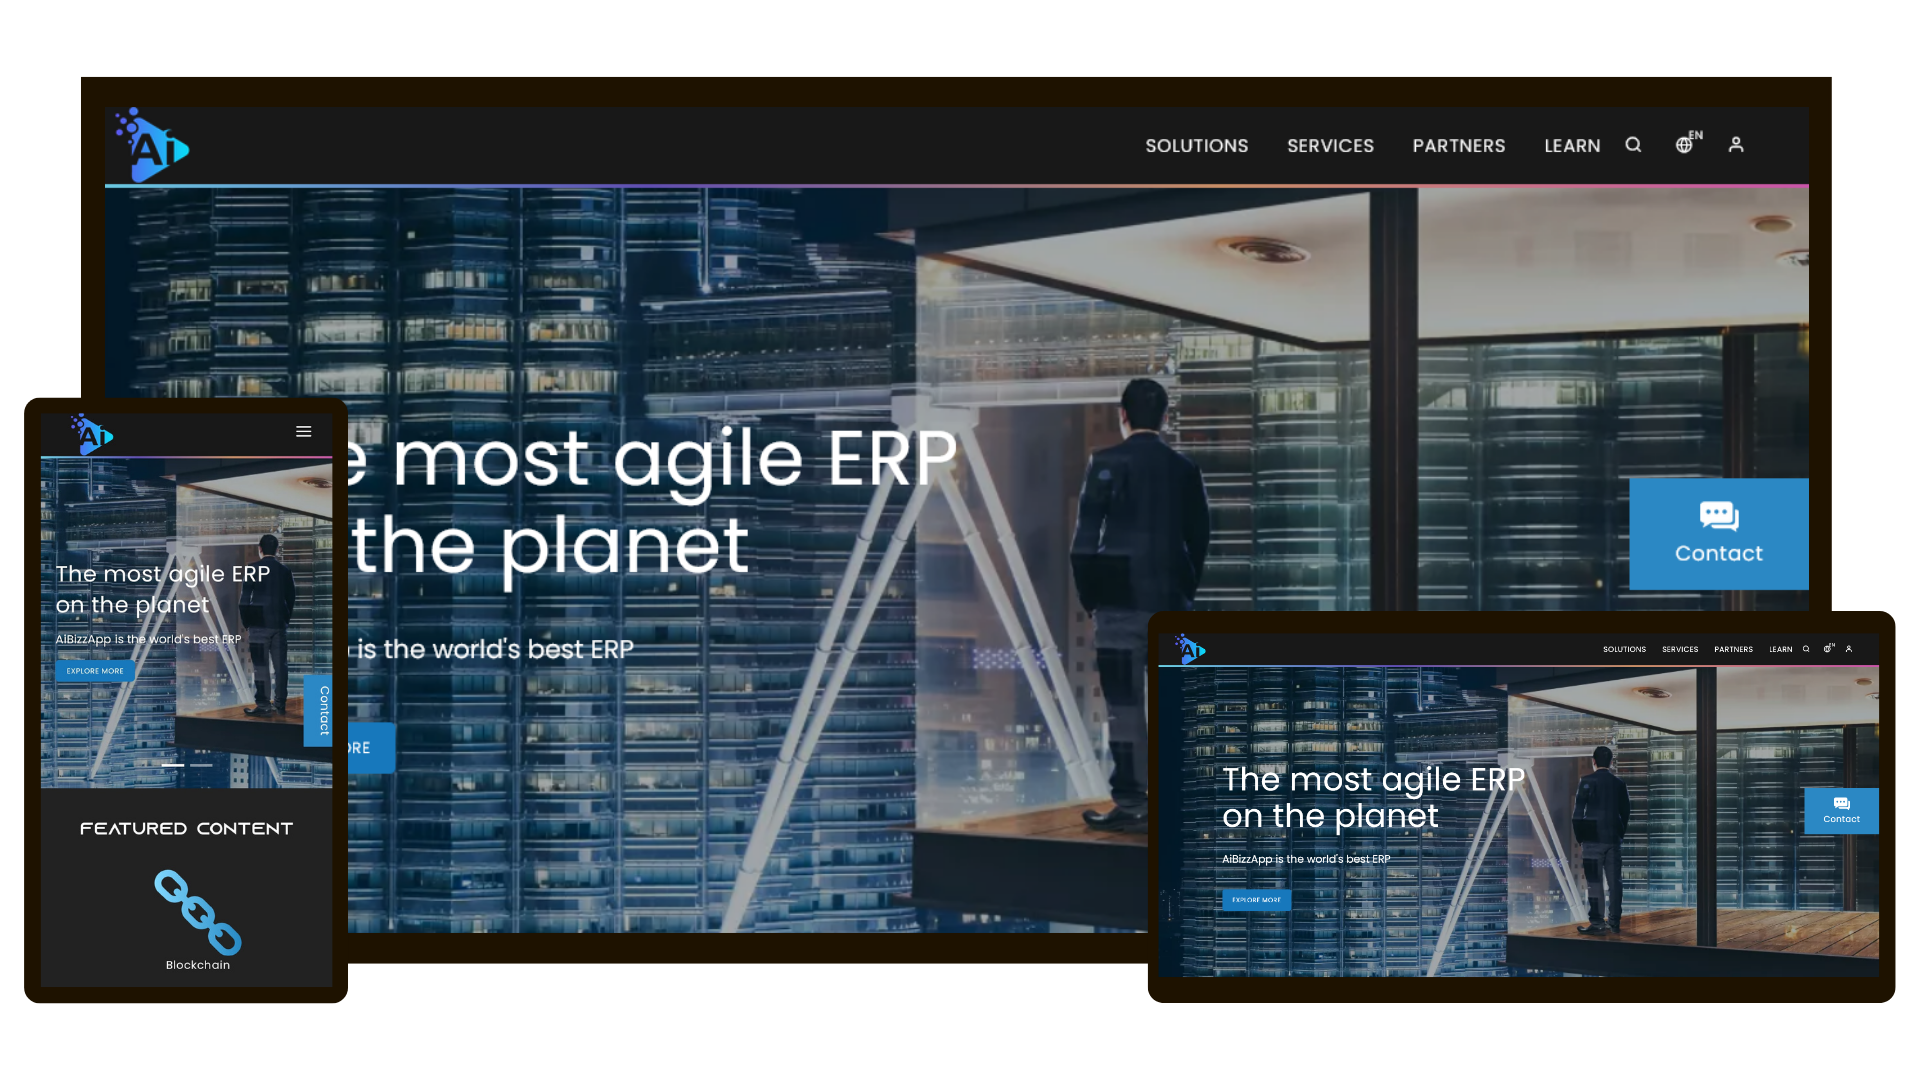 Ai
SOLUTIONS SERVICES PARTNERS LEARN EN
e most agile ERP
the planet
is the world's best ERP
ORE
Contact
Ai
The most agile ERP
on the planet
AiBizzApp is the world's best ERP
EXPLORE MORE
Contact
FEATURED CONTENT
Blockchain
Ai
SOLUTIONS SERVICES PARTNERS LEARN EN
The most agile ERP
on the planet
AiBizzApp is the world's best ERP
EXPLORE MORE
Contact